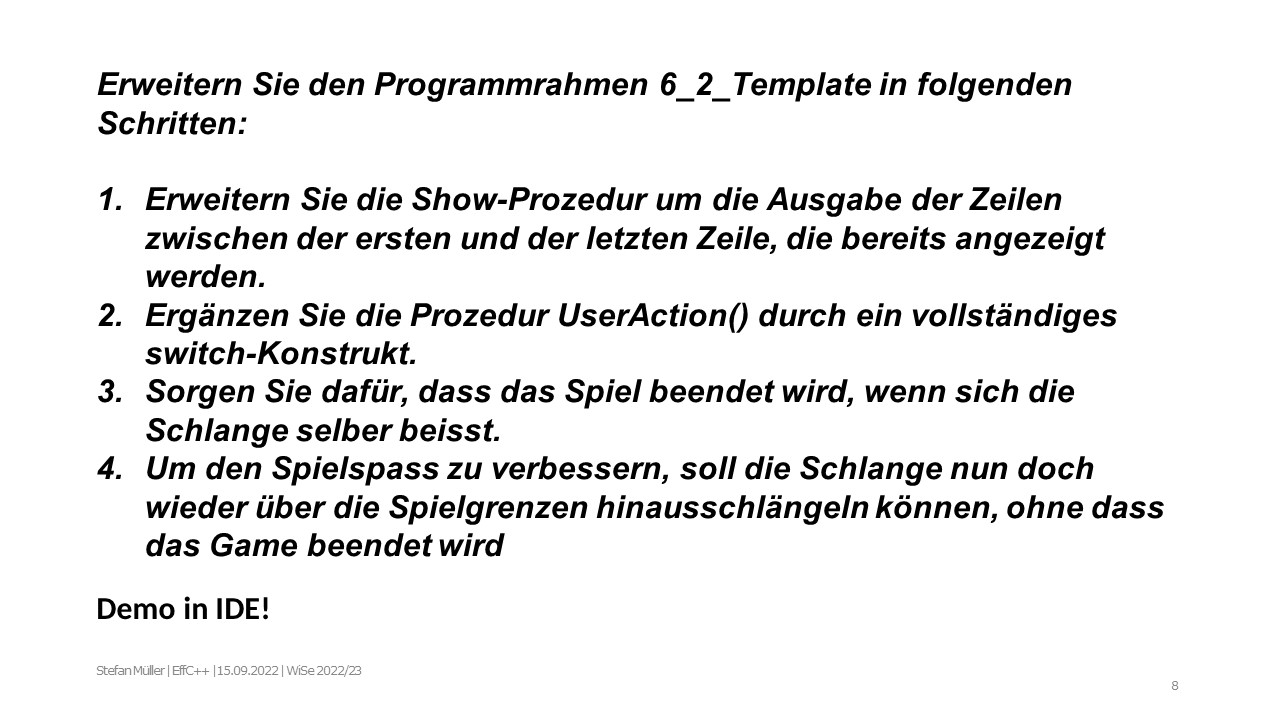 Erweitern Sie den Programmrahmen 6_2_Template in folgenden
Schritten:
1. Erweitern Sie die Show-Prozedur um die Ausgabe der Zeilen
zwischen der ersten und der letzten Zeile, die bereits angezeigt
werden.
2. Ergänzen Sie die Prozedur UserAction() durch ein vollständiges
switch-Konstrukt.
3. Sorgen Sie dafür, dass das Spiel beendet wird, wenn sich die
Schlange selber beisst.
4. Um den Spielspass zu verbessern, soll die Schlange nun doch
wieder über die Spielgrenzen hinausschlängeln können, ohne dass
das Game beendet wird
Demo in IDE!
Stefan Müller | EffC++ | 15.09.2022 | WiSe 2022/23
8